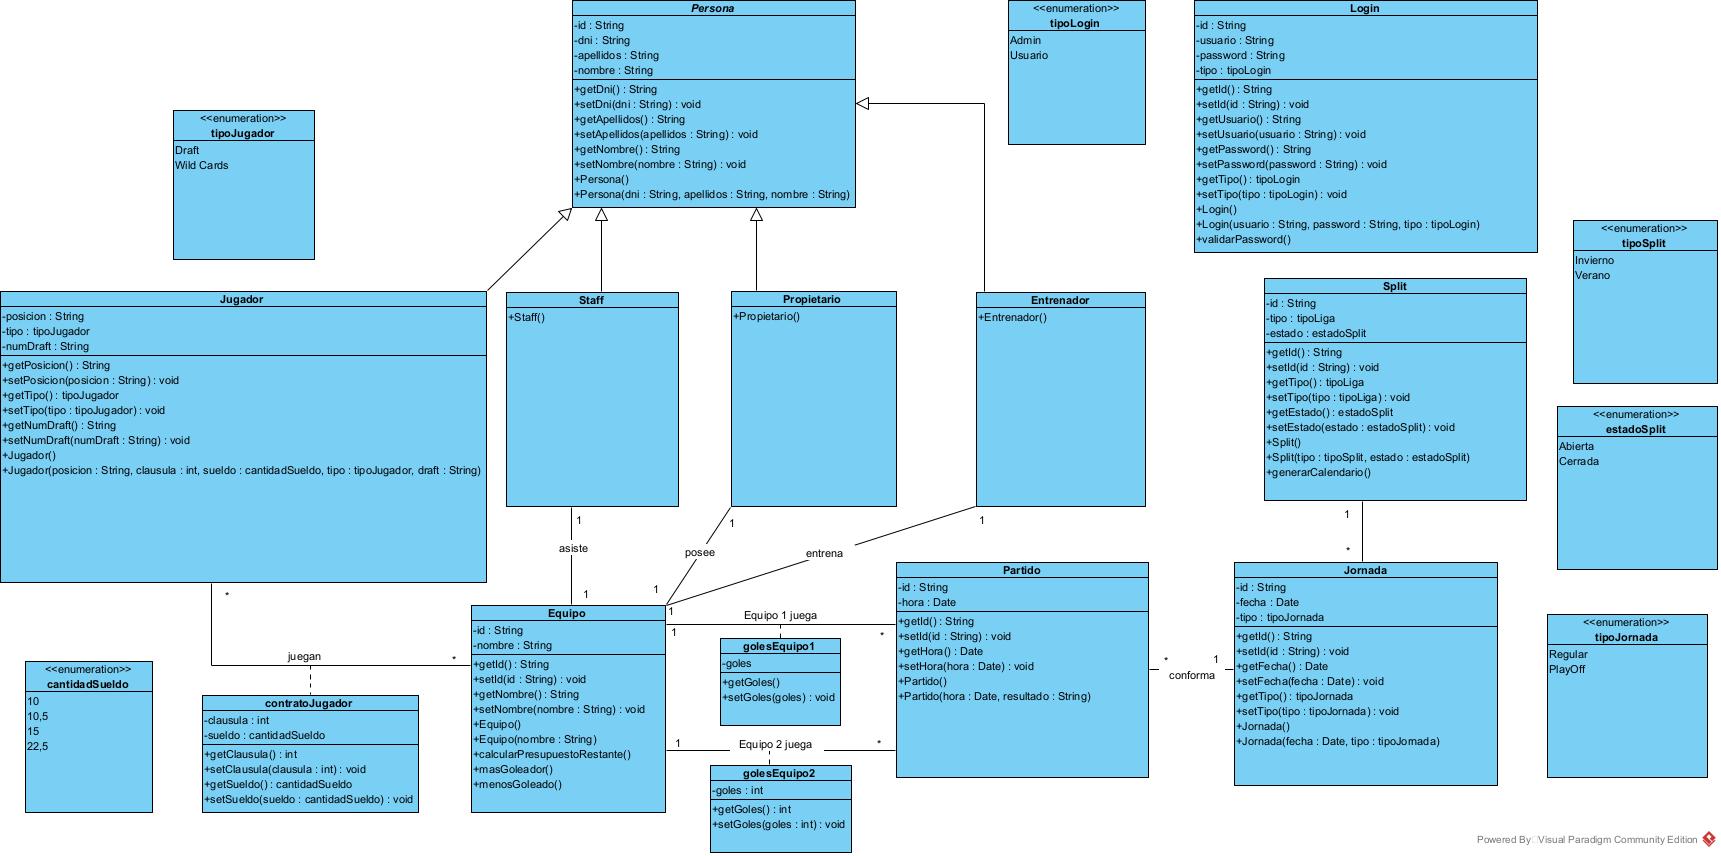 Persona
-id : String
-dni : String
-apellidos : String
-nombre : String
+getDni() : String
+setDni(dni : String) : void
+getApellidos() : String
+setApellidos(apellidos : String) : void
+getNombre() : String
+setNombre(nombre : String) : void
+Persona()
+Persona(dni : String, apellidos : String, nombre : String)
<<enumeration>>
tipoLogin
Admin
Usuario
Login
-id : String
-usuario : String
-password : String
-tipo : tipoLogin
+getId() : String
+setId(id : String) : void
+getUsuario() : String
+setUsuario(usuario : String) : void
+getPassword() : String
+setPassword(password : String) : void
+getTipo() : tipoLogin
+setTipo(tipo : tipoLogin) : void
+Login()
+Login(usuario : String, password : String, tipo : tipoLogin)
+validarPassword()
<<enumeration>>
tipoJugador
Draft
Wild Cards
<<enumeration>>
tipoSplit
Invierno
Verano
Jugador
-posicion : String
-tipo : tipoJugador
-numDraft : String
+getPosicion() : String
+setPosicion(posicion : String) : void
+getTipo() : tipoJugador
+setTipo(tipo : tipoJugador) : void
+getNumDraft() : String
+setNumDraft(numDraft : String) : void
+Jugador()
+Jugador(posicion : String, clausula : int, sueldo : cantidadSueldo, tipo : tipoJugador, draft : String)
Staff
+Staff()
Propietario
+Propietario()
Entrenador
+Entrenador()
Split
-id : String
-tipo : tipoLiga
-estado : estadoSplit
+getId() : String
+setId(id : String) : void
+getTipo() : tipoLiga
+setTipo(tipo : tipoLiga) : void
+getEstado() : estadoSplit
+setEstado(estado : estadoSplit) : void
+Split()
+Split(tipo : tipoSplit, estado : estadoSplit)
+generarCalendario()
<<enumeration>>
estadoSplit
Abierta
Cerrada
1
asiste
1
1
posee
1
1
entrena
1
1
*
Partido
-id : String
-hora : Date
+getId() : String
+setId(id : String) : void
+getHora() : Date
+setHora(hora : Date) : void
+Partido()
+Partido(hora : Date, resultado : String)
Jornada
-id : String
-fecha : Date
-tipo : tipoJornada
+getId() : String
+setId(id : String) : void
+getFecha() : Date
+setFecha(fecha : Date) : void
+getTipo() : tipoJornada
+setTipo(tipo : tipoJornada) : void
+Jornada()
+Jornada(fecha : Date, tipo : tipoJornada)
<<enumeration>>
tipoJornada
Regular
PlayOff
* 1
conforma
Equipo
-id : String
-nombre : String
+getId() : String
+setId(id : String) : void
+getNombre() : String
+setNombre(nombre : String) : void
+Equipo()
+Equipo(nombre : String)
+calcularPresupuestoRestante()
+masGoleador()
+menosGoleado()
Equipo 1 juega
1 *
golesEquipo1
-goles
+getGoles()
+setGoles(goles) : void
1 Equipo 2 juega *
golesEquipo2
-goles : int
+getGoles() : int
+setGoles(goles : int) : void
*
juegan *
<<enumeration>>
cantidadSueldo
10
10,5
15
22,5
contratoJugador
-clausula : int
-sueldo : cantidadSueldo
+getClausula() : int
+setClausula(clausula : int) : void
+getSueldo() : cantidadSueldo
+setSueldo(sueldo : cantidadSueldo) : void
Powered By Visual Paradigm Community Edition